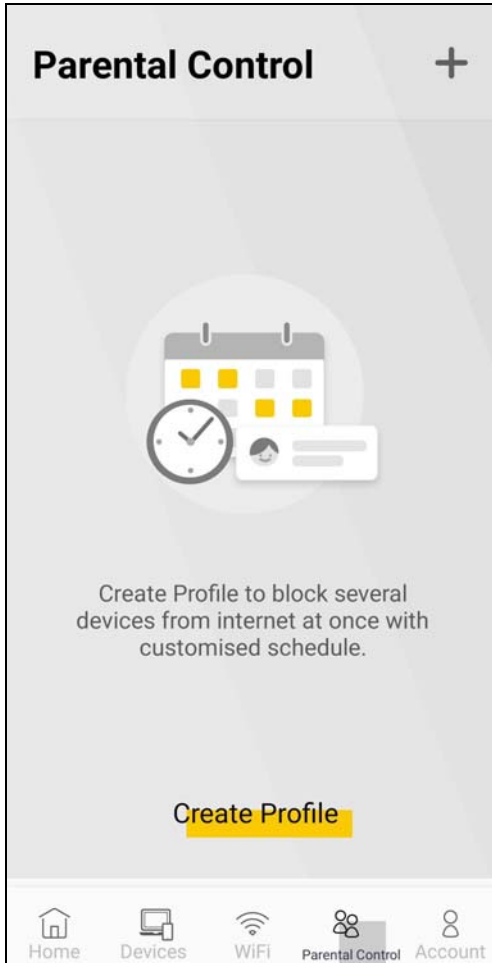 Parental Control +
Create Profile to block several
devices from internet at once with
customised schedule.
Create Profile
Home Devices WiFi Parental Control Account